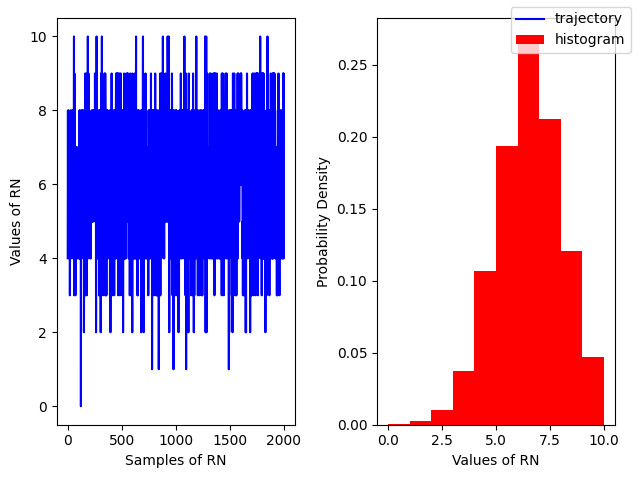 trajectory
histogram
10
8
6
4
2
0
Values of RN
0 500 1000 1500 2000
Samples of RN
0.25
0.20
0.15
0.10
0.05
0.00
Probability Density
0.0 2.5 5.0 7.5 10.0
Values of RN